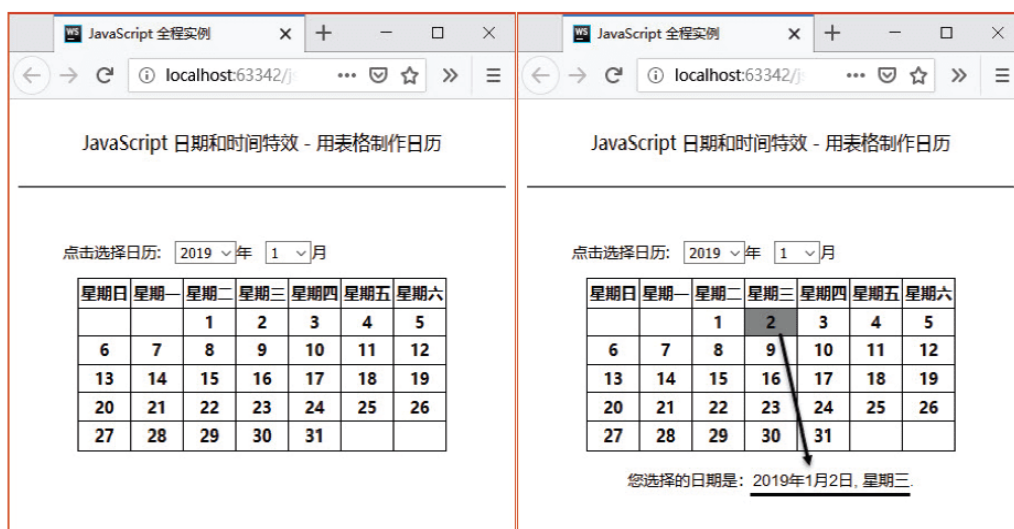 JavaScript 全程实例
localhost:63342/j
JavaScript 日期和时间特效 - 用表格制作日历
点击选择日历: 2019 年 1 月
星期日 星期一 星期二 星期三 星期四 星期五 星期六
1 2 3 4 5
6 7 8 9 10 11 12
13 14 15 16 17 18 19
20 21 22 23 24 25 26
27 28 29 30 31
JavaScript 全程实例
localhost:63342/j
JavaScript 日期和时间特效 - 用表格制作日历
点击选择日历: 2019 年 1 月
星期日 星期一 星期二 星期三 星期四 星期五 星期六
1 2 3 4 5
6 7 8 9 10 11 12
13 14 15 16 17 18 19
20 21 22 23 24 25 26
27 28 29 30 31
您选择的日期是: 2019年1月2日, 星期三.